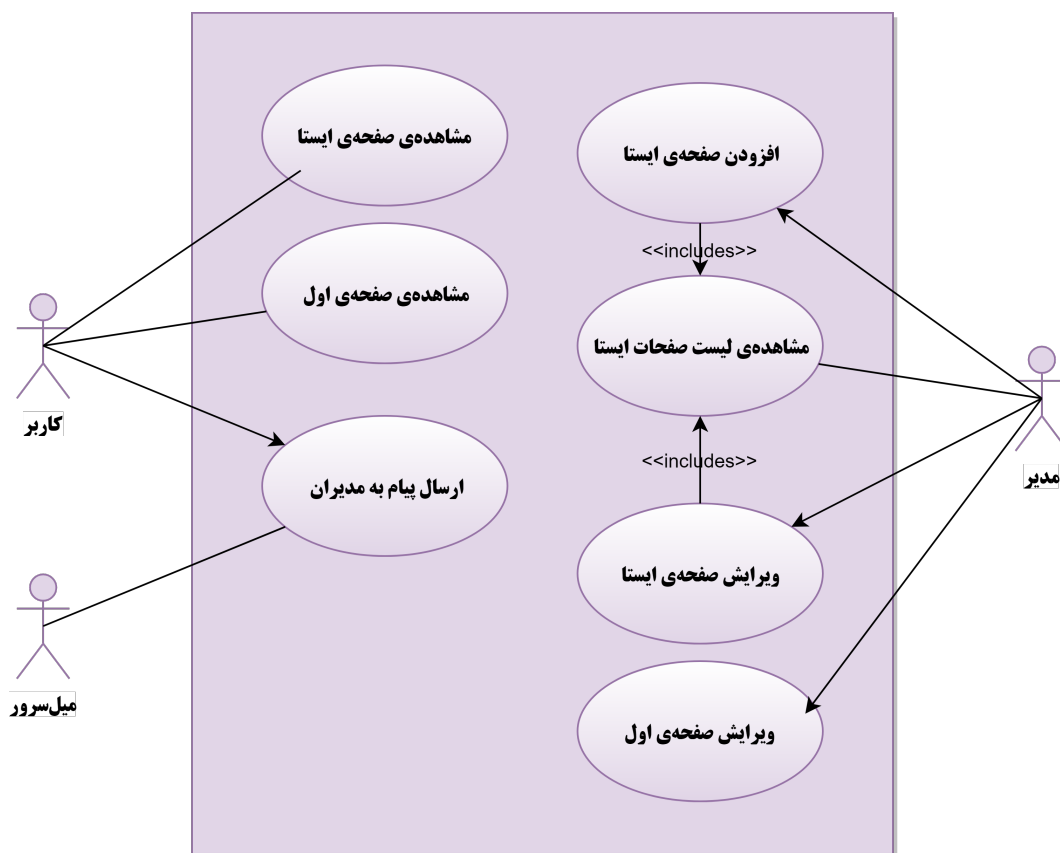 مشاهده‌ی صفحه‌ی ایستا
افزودن صفحه‌ی ایستا
<<includes>>
مشاهده‌ی صفحه‌ی اول
مشاهده‌ی لیست صفحات ایستا
کاربر
<<includes>>
مدیر
ارسال پیام به مدیران
ویرایش صفحه‌ی ایستا
میل‌سرور
ویرایش صفحه‌ی اول